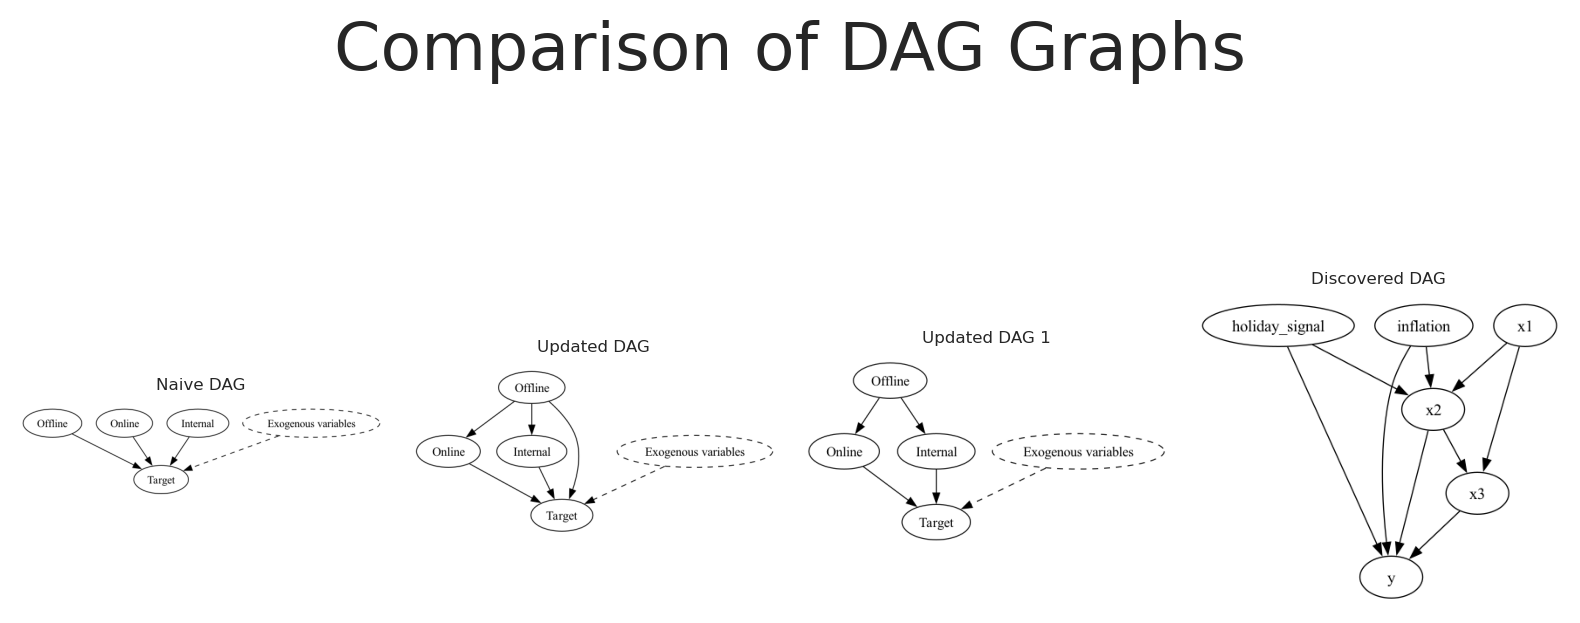 Comparison of DAG Graphs
Naive DAG
Offline
Online
Internal
Exogenous variables
Target
Updated DAG
Offline
Online
Internal
Exogenous variables
Target
Updated DAG 1
Offline
Online
Internal
Exogenous variables
Target
Discovered DAG
holiday_signal
inflation
x1
x2
x3
y